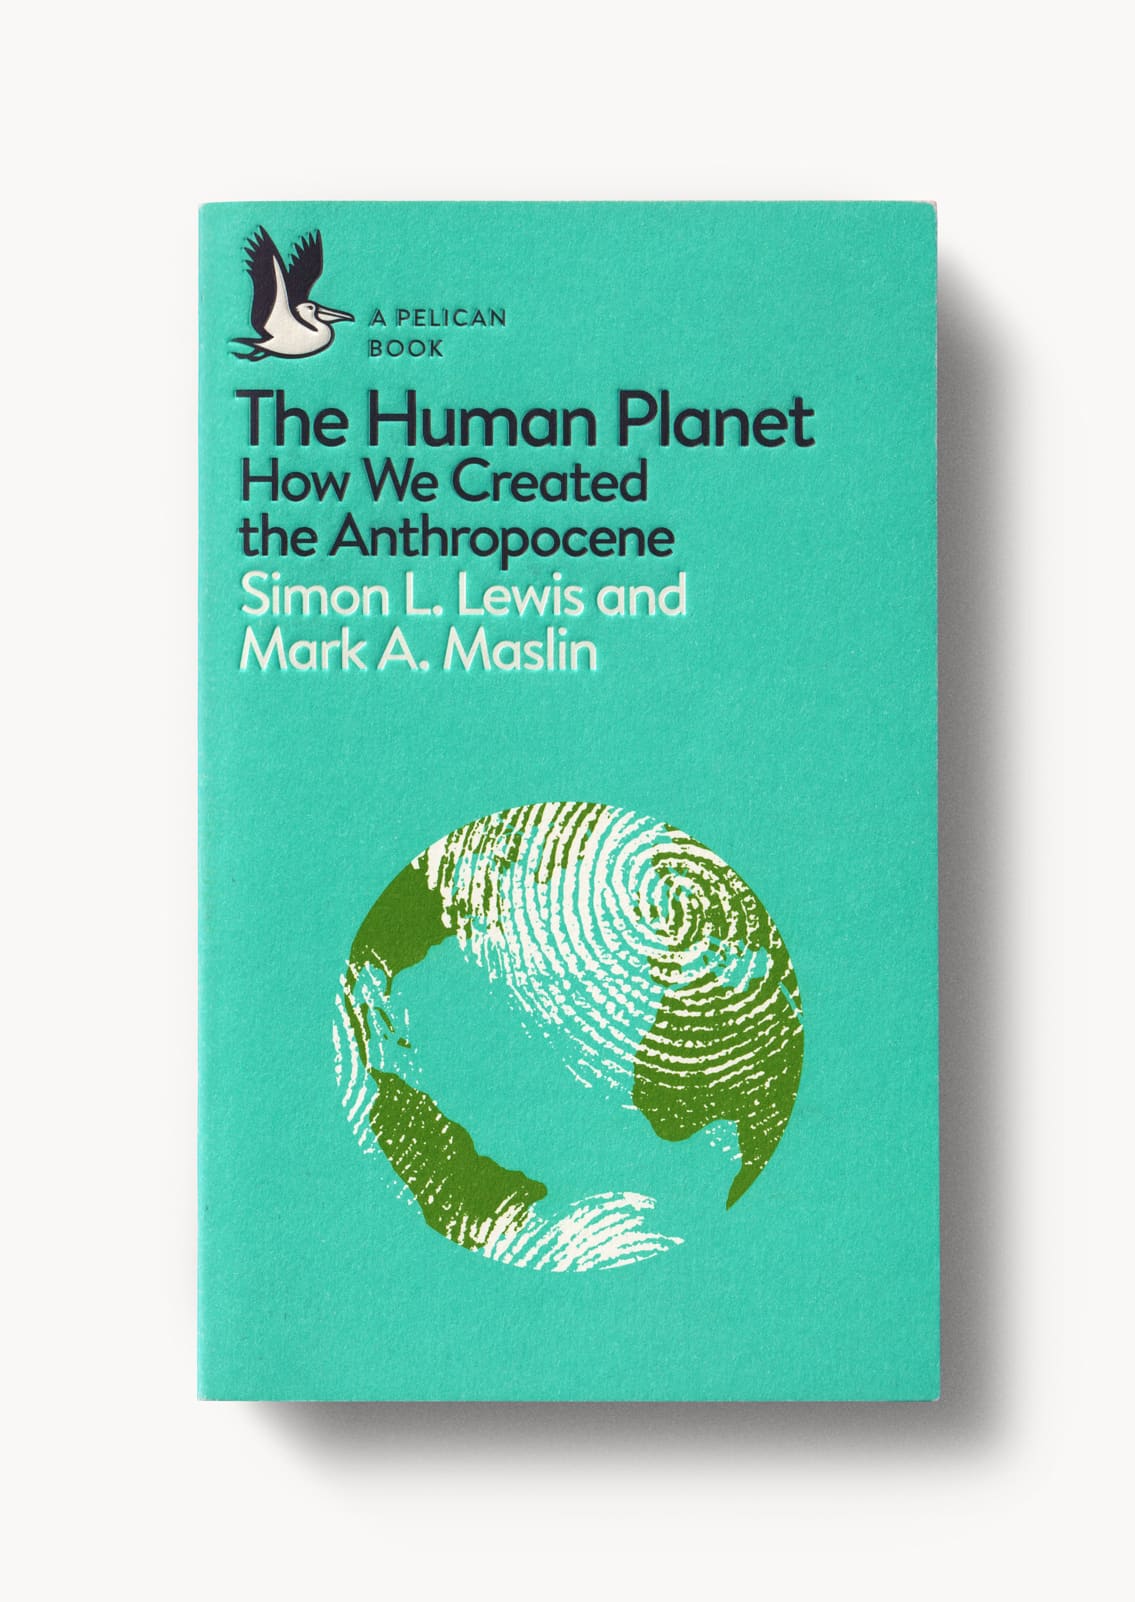 A PELICAN
BOOK
The Human Planet
How We Created
the Anthropocene
Simon L. Lewis and
Mark A. Maslin